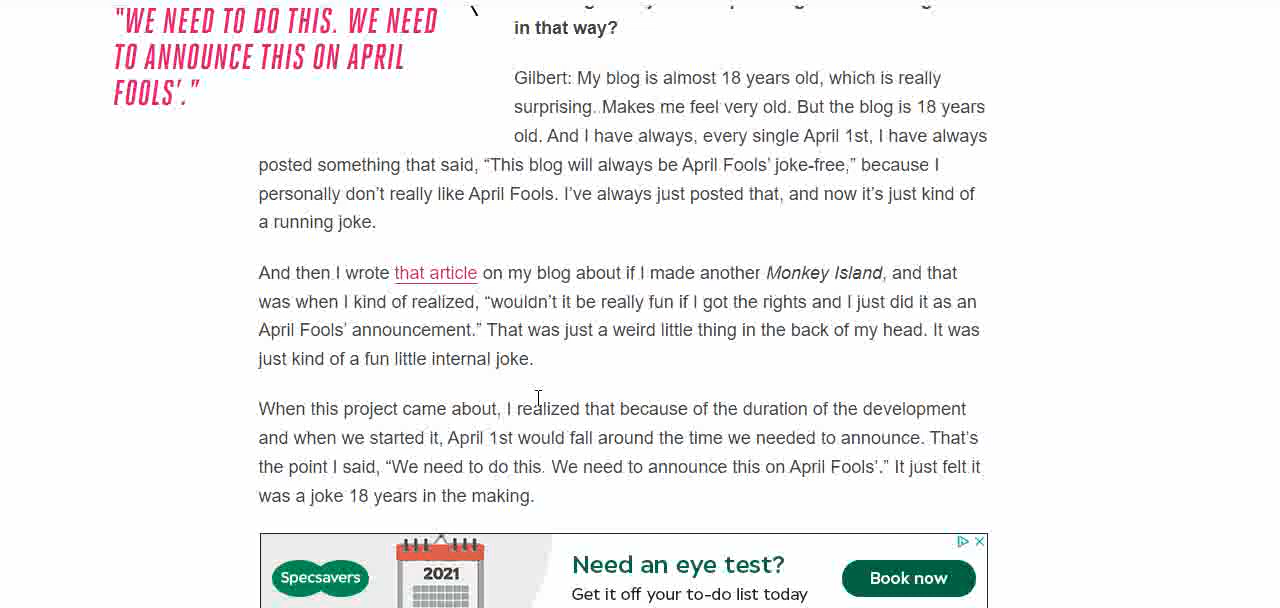 "WE NEED TO DO THIS. WE NEED
TO ANNOUNCE THIS ON APRIL
FOOLS'."
in that way?
Gilbert: My blog is almost 18 years old, which is really
surprising. Makes me feel very old. But the blog is 18 years
old. And I have always, every single April 1st, I have always
posted something that said, “This blog will always be April Fools’ joke-free,” because I
personally don’t really like April Fools. I’ve always just posted that, and now it’s just kind of
a running joke.
And then I wrote that article on my blog about if I made another Monkey Island, and that
was when I kind of realized, “wouldn’t it be really fun if I got the rights and I just did it as an
April Fools’ announcement.” That was just a weird little thing in the back of my head. It was
just kind of a fun little internal joke.
When this project came about, I realized that because of the duration of the development
and when we started it, April 1st would fall around the time we needed to announce. That’s
the point I said, “We need to do this. We need to announce this on April Fools’.” It just felt it
was a joke 18 years in the making.
Specsavers
2021
Need an eye test?
Get it off your to-do list today
Book now